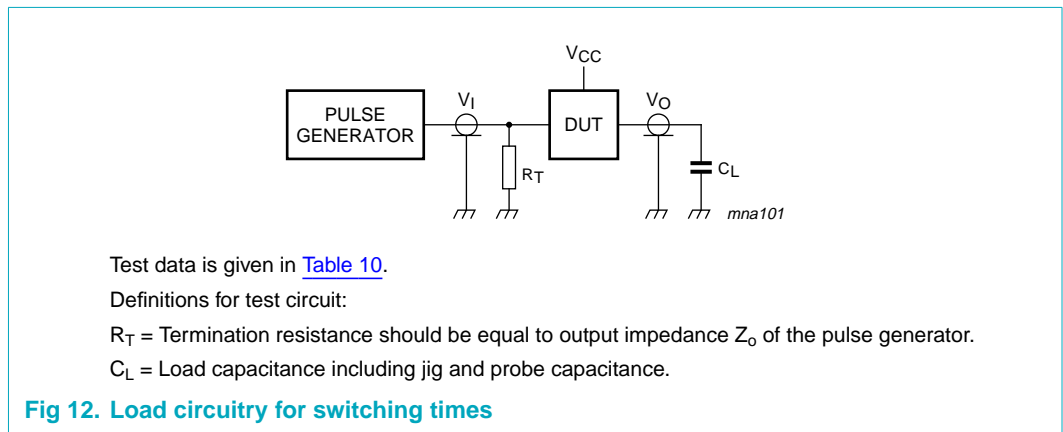 VCC
PULSE
GENERATOR
VI
DUT
VO
RT
CL
mna101
Test data is given in Table 10.
Definitions for test circuit:
RT = Termination resistance should be equal to output impedance Zo of the pulse generator.
CL = Load capacitance including jig and probe capacitance.
Fig 12. Load circuitry for switching times